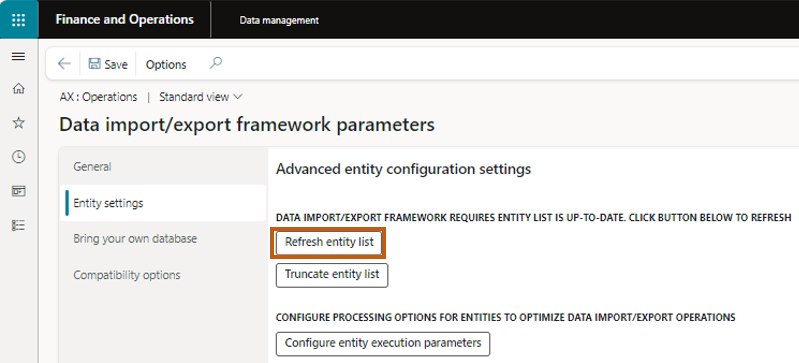 Finance and Operations Data management
Save Options
AX : Operations | Standard view
Data import/export framework parameters
General
Entity settings
Bring your own database
Compatibility options
Advanced entity configuration settings
DATA IMPORT/EXPORT FRAMEWORK REQUIRES ENTITY LIST IS UP-TO-DATE. CLICK BUTTON BELOW TO REFRESH
Refresh entity list
Truncate entity list
CONFIGURE PROCESSING OPTIONS FOR ENTITIES TO OPTIMIZE DATA IMPORT/EXPORT OPERATIONS
Configure entity execution parameters